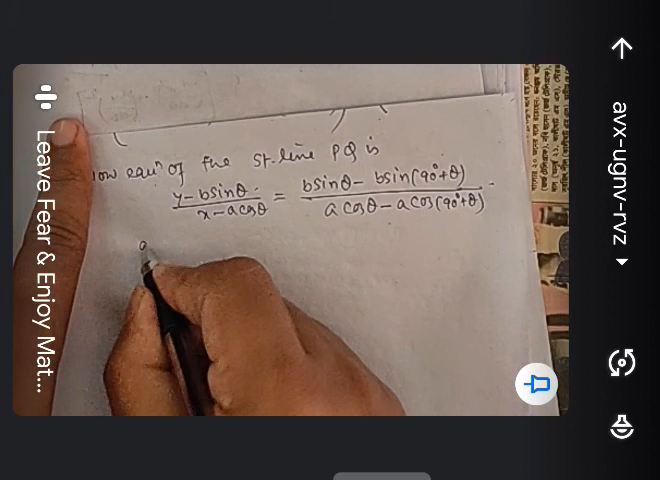 avx-ugnv-rvz
Leave Fear & Enjoy Mat...
now equⁿ of the st. line PQ is
y - b sinθ / x - a cosθ = b sinθ - b sin(90°+θ) / a cosθ - a cos(90°+θ) .
a